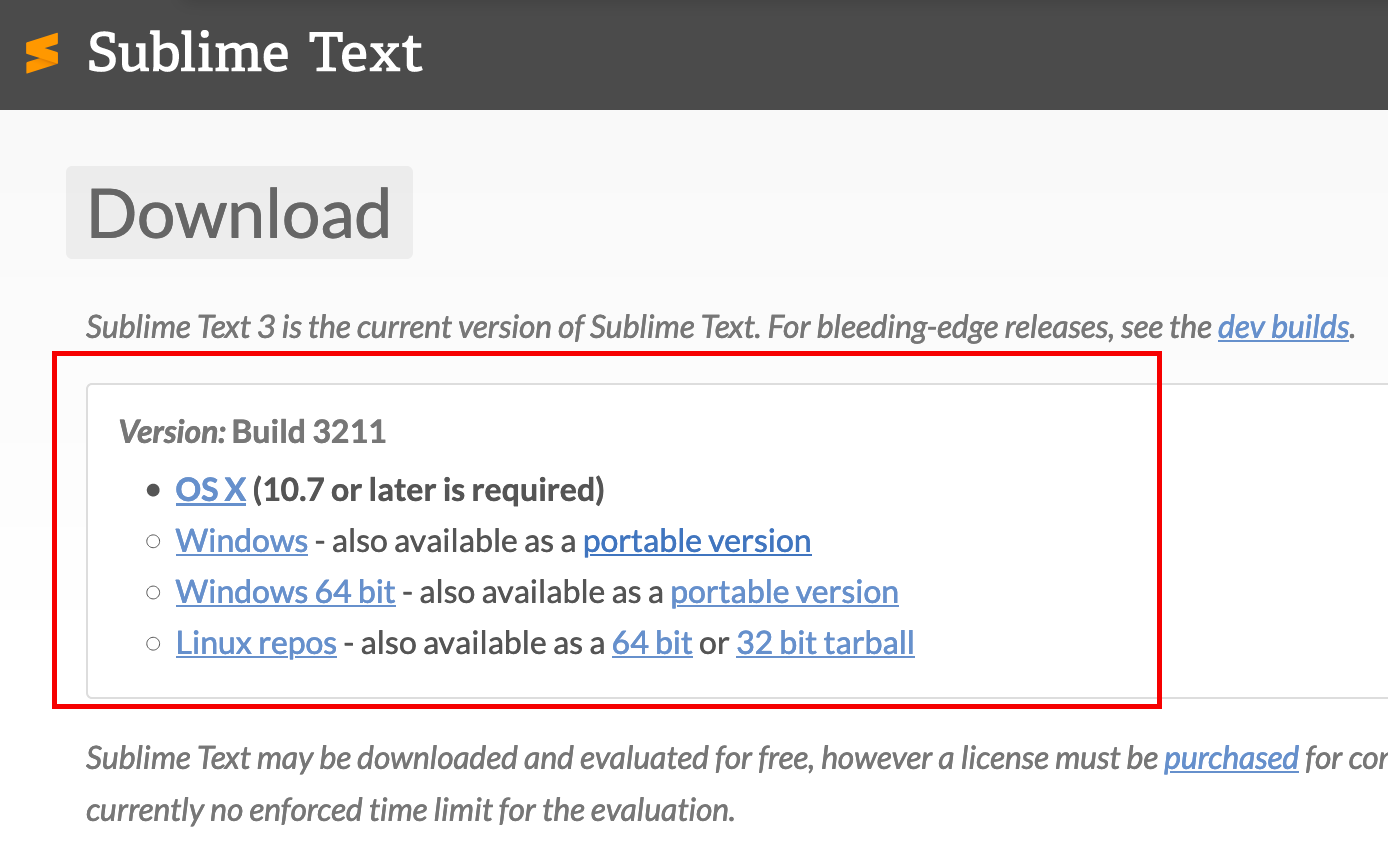 Sublime Text
Download
Sublime Text 3 is the current version of Sublime Text. For bleeding-edge releases, see the dev builds.
Version: Build 3211
OS X (10.7 or later is required)
Windows - also available as a portable version
Windows 64 bit - also available as a portable version
Linux repos - also available as a 64 bit or 32 bit tarball
Sublime Text may be downloaded and evaluated for free, however a license must be purchased for
currently no enforced time limit for the evaluation.